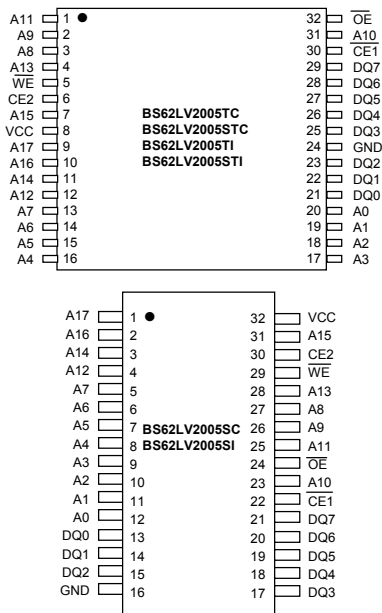 A11 1 32 O̅E̅
A9 2 31 A10
A8 3 30 C̅E̅1̅
A13 4 29 DQ7
W̅E̅ 5 28 DQ6
CE2 6 27 DQ5
A15 7 BS62LV2005TC 26 DQ4
VCC 8 BS62LV2005STC 25 DQ3
A17 9 BS62LV2005TI 24 GND
A16 10 BS62LV2005STI 23 DQ2
A14 11 22 DQ1
A12 12 21 DQ0
A7 13 20 A0
A6 14 19 A1
A5 15 18 A2
A4 16 17 A3
A17 1 32 VCC
A16 2 31 A15
A14 3 30 CE2
A12 4 29 W̅E̅
A7 5 28 A13
A6 6 27 A8
A5 7 BS62LV2005SC 26 A9
A4 8 BS62LV2005SI 25 A11
A3 9 24 O̅E̅
A2 10 23 A10
A1 11 22 C̅E̅1̅
A0 12 21 DQ7
DQ0 13 20 DQ6
DQ1 14 19 DQ5
DQ2 15 18 DQ4
GND 16 17 DQ3